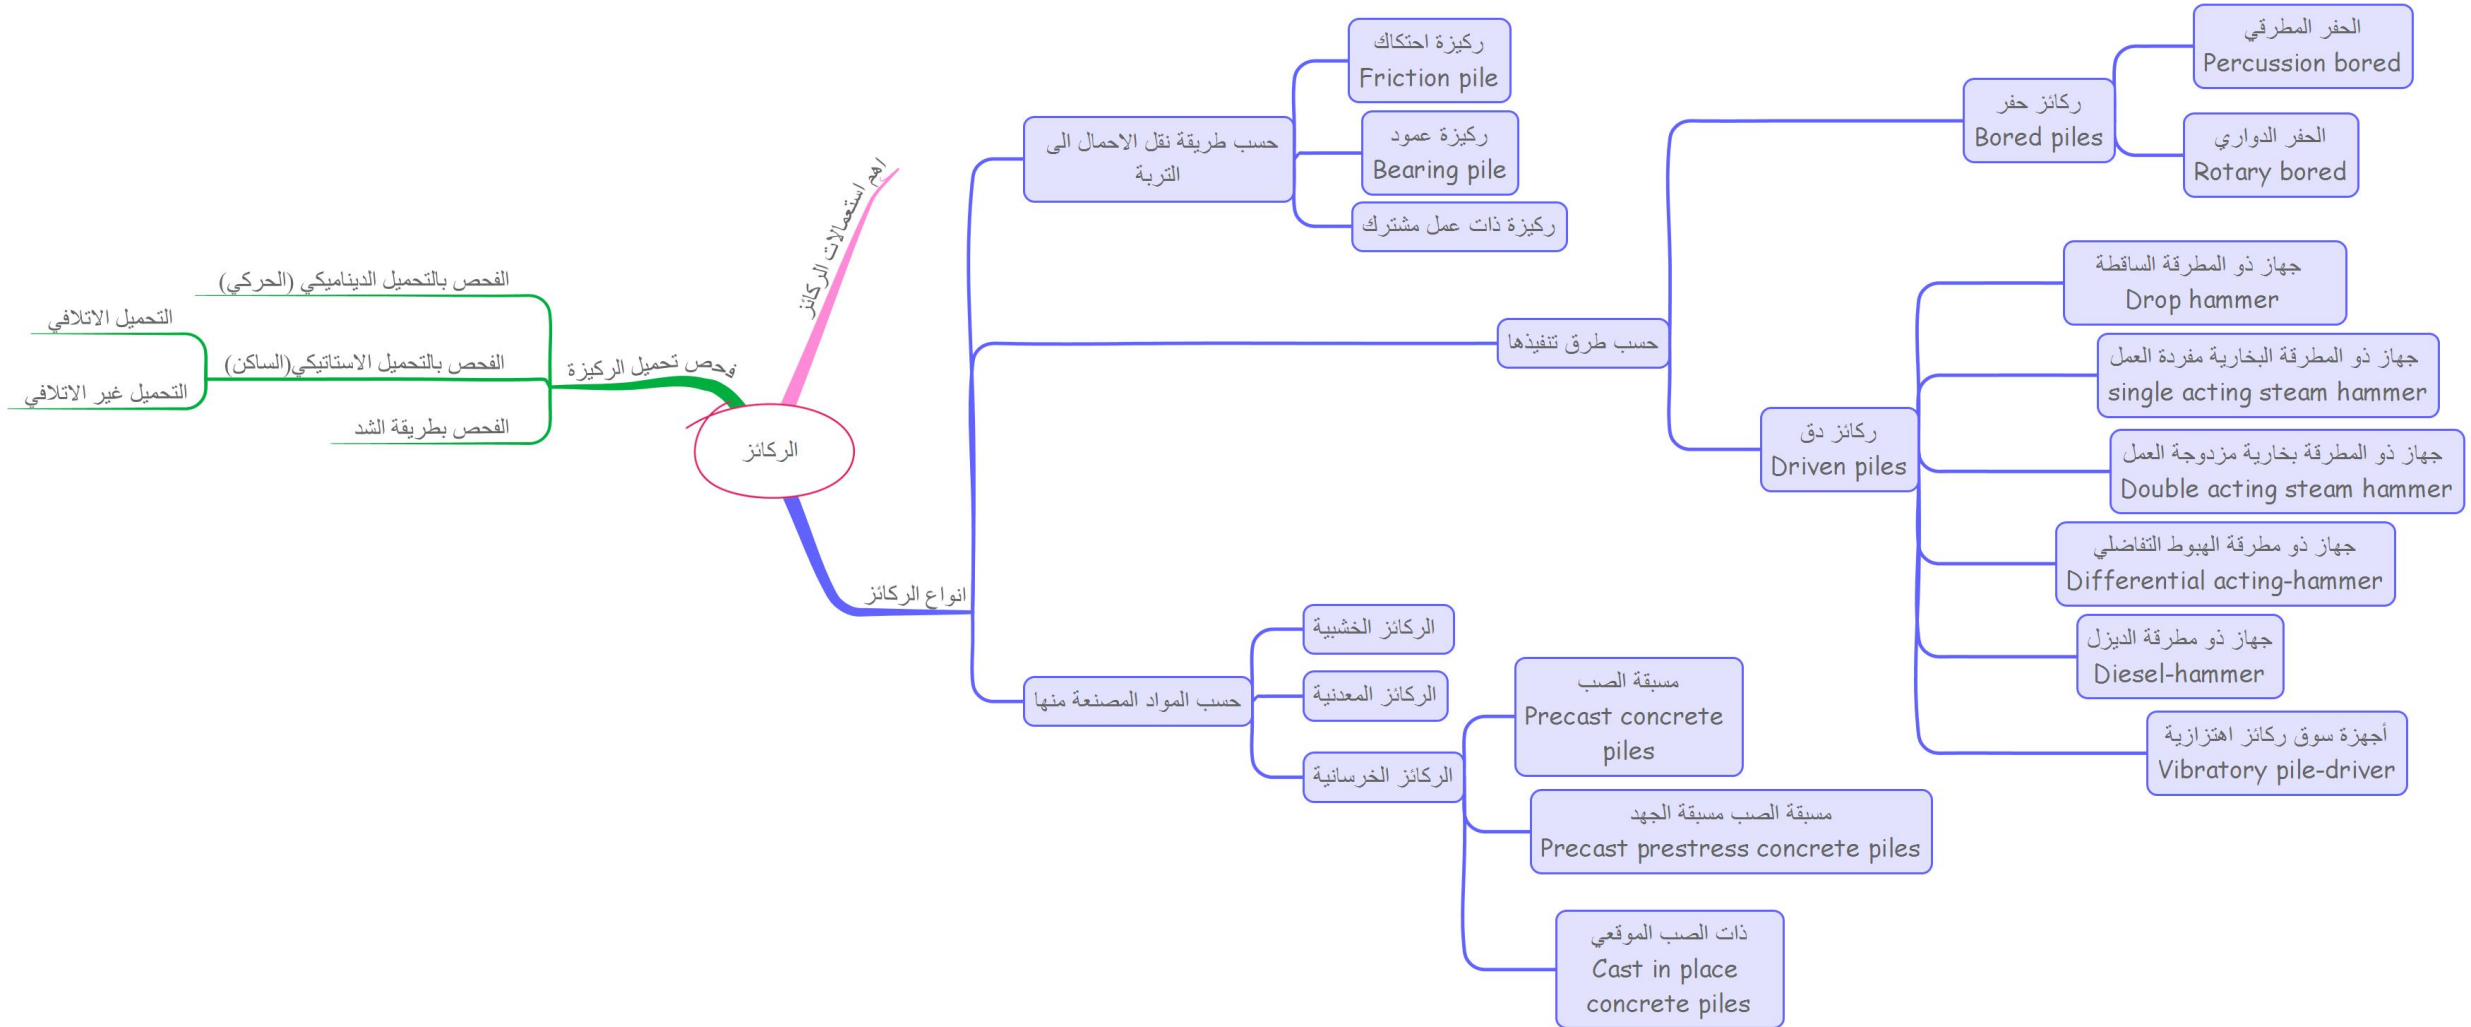 الركائز
اهم استعمالات الركائز
فحص تحميل الركيزة
الفحص بالتحميل الديناميكي (الحركي)
الفحص بالتحميل الاستاتيكي(الساكن)
التحميل الاتلافي
التحميل غير الاتلافي
الفحص بطريقة الشد
انواع الركائز
حسب طريقة نقل الاحمال الى
التربة
ركيزة احتكاك
Friction pile
ركيزة عمود
Bearing pile
ركيزة ذات عمل مشترك
حسب طرق تنفيذها
ركائز حفر
Bored piles
الحفر المطرقي
Percussion bored
الحفر الدواري
Rotary bored
ركائز دق
Driven piles
جهاز ذو المطرقة الساقطة
Drop hammer
جهاز ذو المطرقة البخارية مفردة العمل
single acting steam hammer
جهاز ذو المطرقة بخارية مزدوجة العمل
Double acting steam hammer
جهاز ذو مطرقة الهبوط التفاضلي
Differential acting-hammer
جهاز ذو مطرقة الديزل
Diesel-hammer
أجهزة سوق ركائز اهتزازية
Vibratory pile-driver
حسب المواد المصنعة منها
الركائز الخشبية
الركائز المعدنية
الركائز الخرسانية
مسبقة الصب
Precast concrete
piles
مسبقة الصب مسبقة الجهد
Precast prestress concrete piles
ذات الصب الموقعي
Cast in place
concrete piles